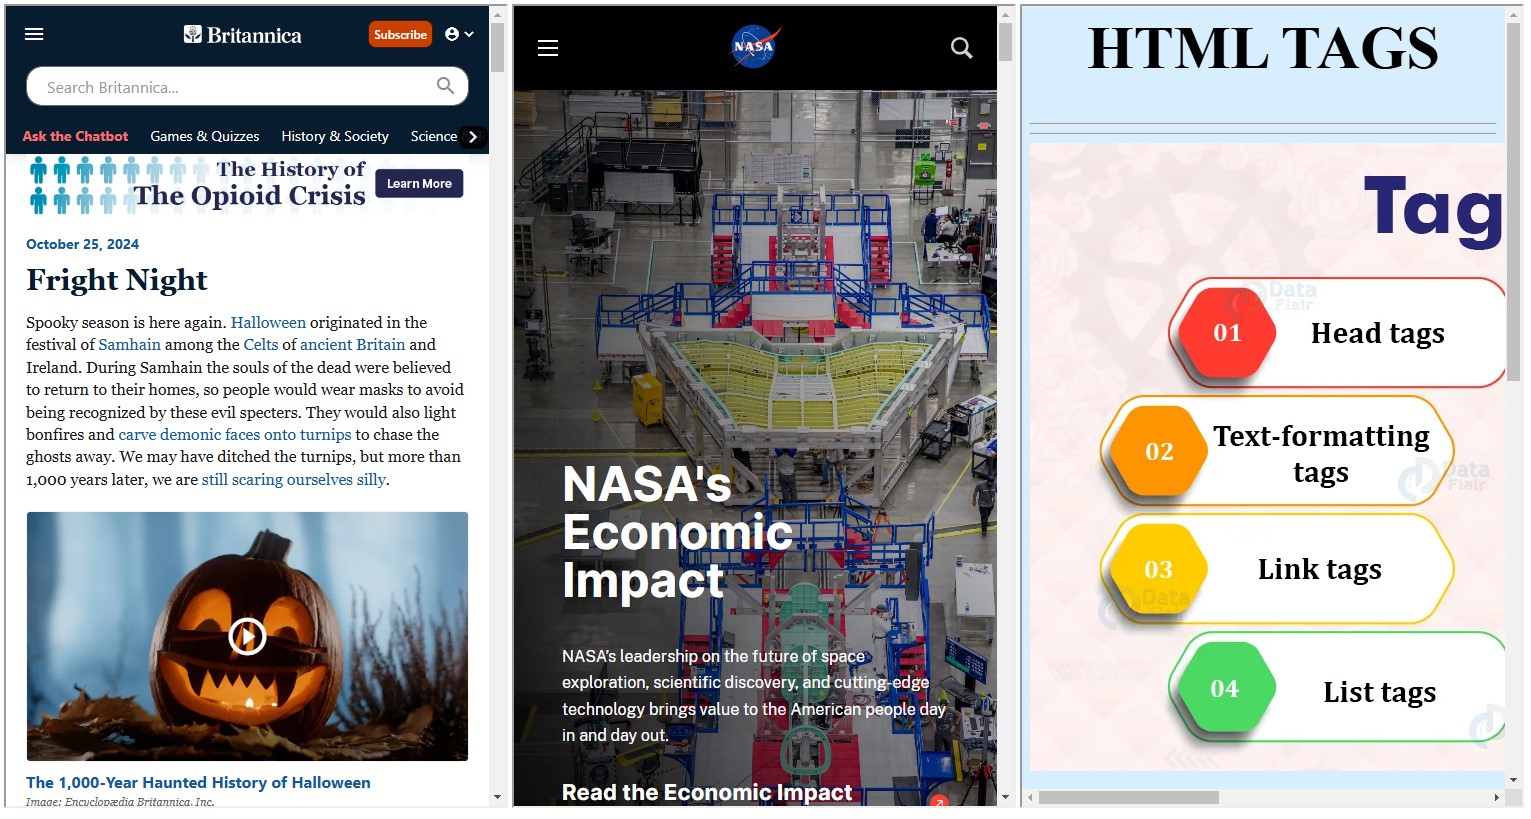 Britannica
Subscribe
Search Britannica...
Ask the Chatbot
Games & Quizzes
History & Society
Science
The History of
The Opioid Crisis
Learn More
October 25, 2024
Fright Night
Spooky season is here again. Halloween originated in the
festival of Samhain among the Celts of ancient Britain and
Ireland. During Samhain the souls of the dead were believed
to return to their homes, so people would wear masks to avoid
being recognized by these evil specters. They would also light
bonfires and carve demonic faces onto turnips to chase the
ghosts away. We may have ditched the turnips, but more than
1,000 years later, we are still scaring ourselves silly.
The 1,000-Year Haunted History of Halloween
Image: Encyclopædia Britannica, Inc.
NASA
NASA's
Economic
Impact
NASA's leadership on the future of space
exploration, scientific discovery, and cutting-edge
technology brings value to the American people day
in and day out.
Read the Economic Impact
HTML TAGS
Tag
Data
Flair
01
Head tags
02
Text-formatting
tags
Data
Flair
03
Link tags
Data
Flair
04
List tags